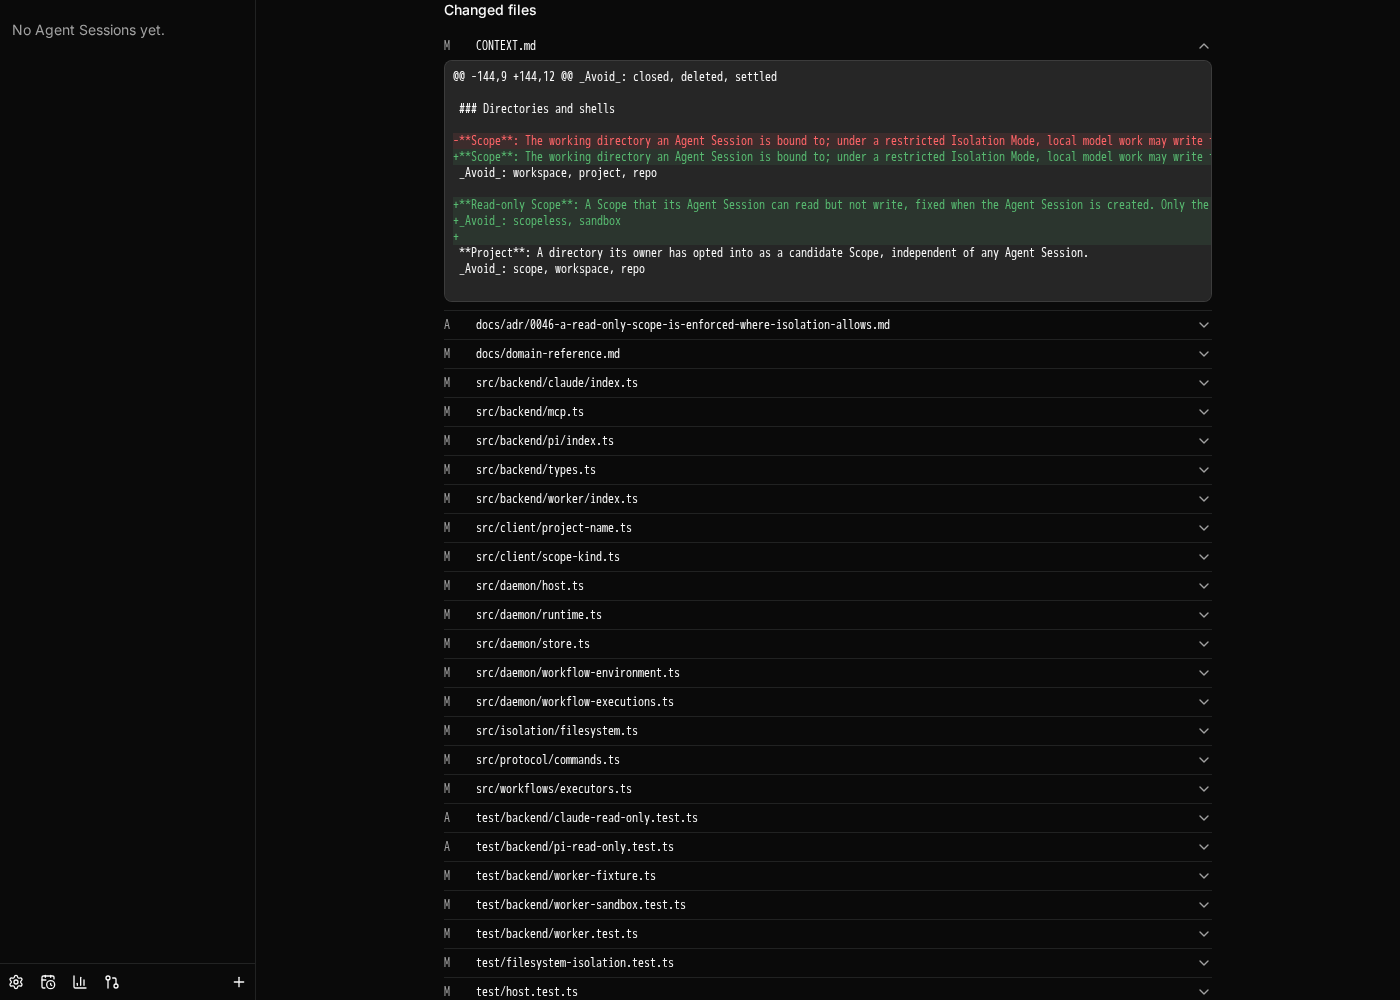 No Agent Sessions yet.
Changed files
M CONTEXT.md
@@ -144,9 +144,12 @@ _Avoid_: closed, deleted, settled
### Directories and shells
-**Scope**: The working directory an Agent Session is bound to; under a restricted Isolation Mode, local model work may write
+**Scope**: The working directory an Agent Session is bound to; under a restricted Isolation Mode, local model work may write
_Avoid_: workspace, project, repo
+**Read-only Scope**: A Scope that its Agent Session can read but not write, fixed when the Agent Session is created. Only the
+_Avoid_: scopeless, sandbox
+
**Project**: A directory its owner has opted into as a candidate Scope, independent of any Agent Session.
_Avoid_: scope, workspace, repo
A docs/adr/0046-a-read-only-scope-is-enforced-where-isolation-allows.md
M docs/domain-reference.md
M src/backend/claude/index.ts
M src/backend/mcp.ts
M src/backend/pi/index.ts
M src/backend/types.ts
M src/backend/worker/index.ts
M src/client/project-name.ts
M src/client/scope-kind.ts
M src/daemon/host.ts
M src/daemon/runtime.ts
M src/daemon/store.ts
M src/daemon/workflow-environment.ts
M src/daemon/workflow-executions.ts
M src/isolation/filesystem.ts
M src/protocol/commands.ts
M src/workflows/executors.ts
A test/backend/claude-read-only.test.ts
A test/backend/pi-read-only.test.ts
M test/backend/worker-fixture.ts
M test/backend/worker-sandbox.test.ts
M test/backend/worker.test.ts
M test/filesystem-isolation.test.ts
M test/host.test.ts